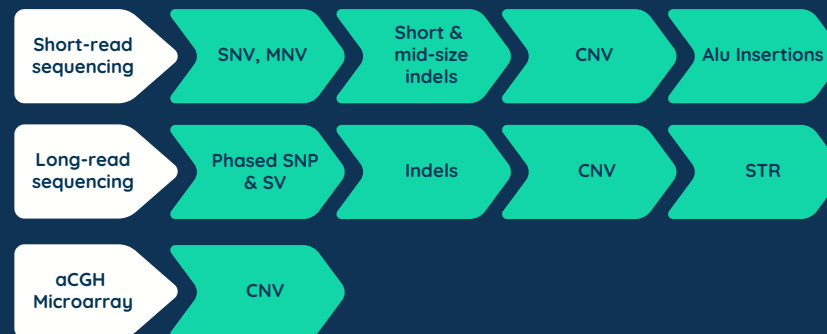 Short-read
sequencing
SNV, MNV
Short &
mid-size
indels
CNV
Alu Insertions
Long-read
sequencing
Phased SNP
& SV
Indels
CNV
STR
aCGH
Microarray
CNV